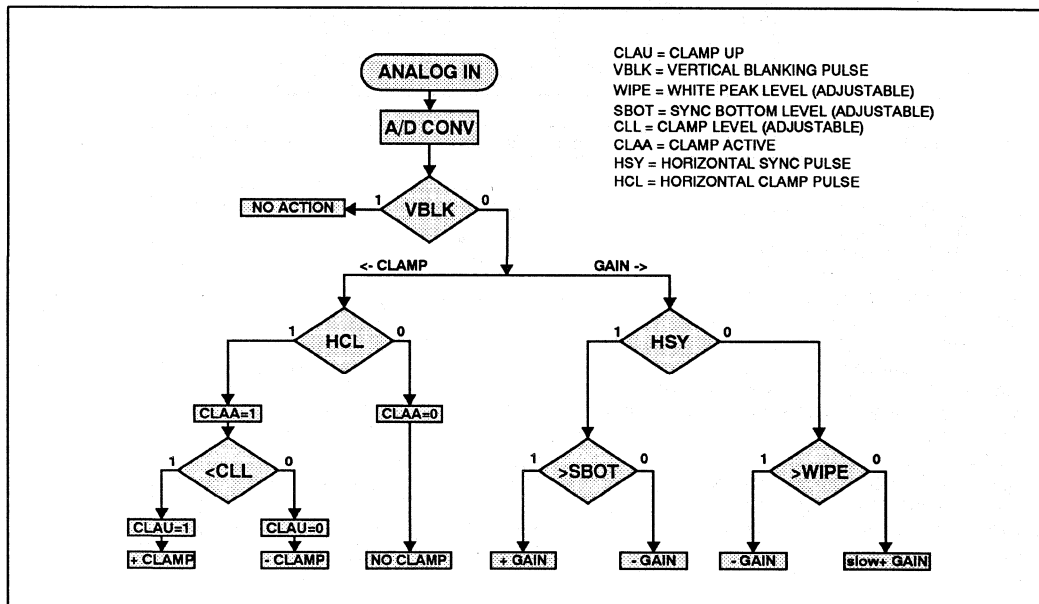 ANALOG IN
CLAU = CLAMP UP
VBLK = VERTICAL BLANKING PULSE
WIPE = WHITE PEAK LEVEL (ADJUSTABLE)
SBOT = SYNC BOTTOM LEVEL (ADJUSTABLE)
CLL = CLAMP LEVEL (ADJUSTABLE)
CLAA = CLAMP ACTIVE
HSY = HORIZONTAL SYNC PULSE
HCL = HORIZONTAL CLAMP PULSE
A/D CONV
NO ACTION
1 VBLK 0
<- CLAMP
GAIN ->
1 HCL 0
1 HSY 0
CLAA=1
CLAA=0
1 <CLL 0
1 >SBOT 0
1 >WIPE 0
CLAU=1
CLAU=0
+ CLAMP
- CLAMP
NO CLAMP
+ GAIN
- GAIN
- GAIN
slow+ GAIN